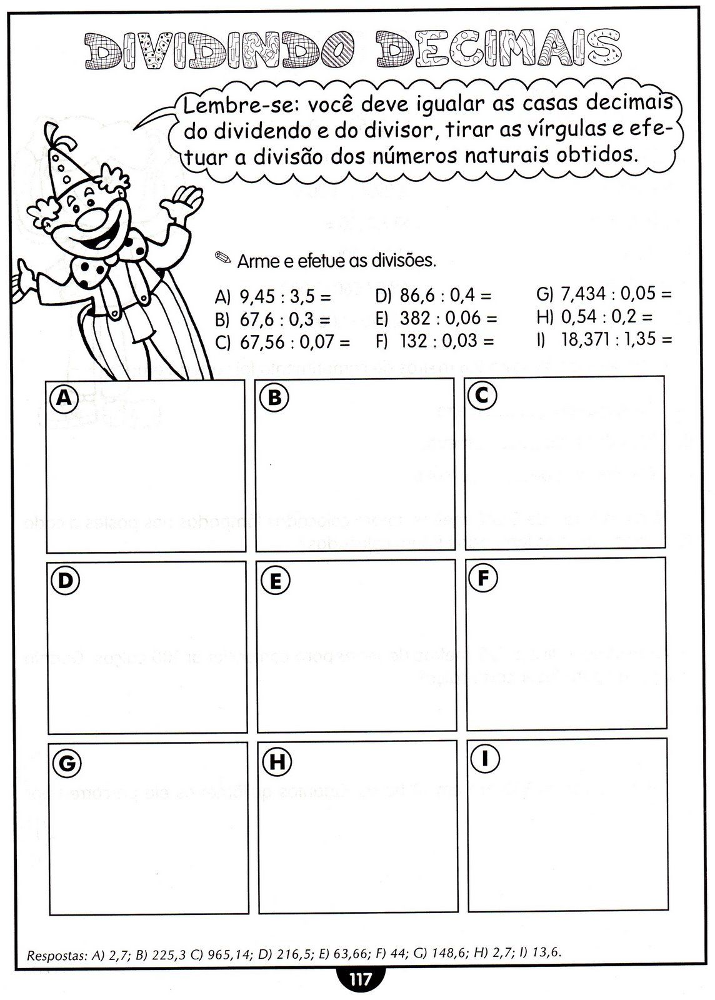 DIVIDINDO DECIMAIS
Lembre-se: você deve igualar as casas decimais
do dividendo e do divisor, tirar as vírgulas e efe-
tuar a divisão dos números naturais obtidos.
Arme e efetue as divisões.
A) 9,45 : 3,5 =
B) 67,6 : 0,3 =
C) 67,56 : 0,07 =
D) 86,6 : 0,4 =
E) 382 : 0,06 =
F) 132 : 0,03 =
G) 7,434 : 0,05 =
H) 0,54 : 0,2 =
I) 18,371 : 1,35 =
A
B
C
D
E
F
G
H
I
Respostas: A) 2,7; B) 225,3 C) 965,14; D) 216,5; E) 63,66; F) 44; G) 148,6; H) 2,7; I) 13,6.
117